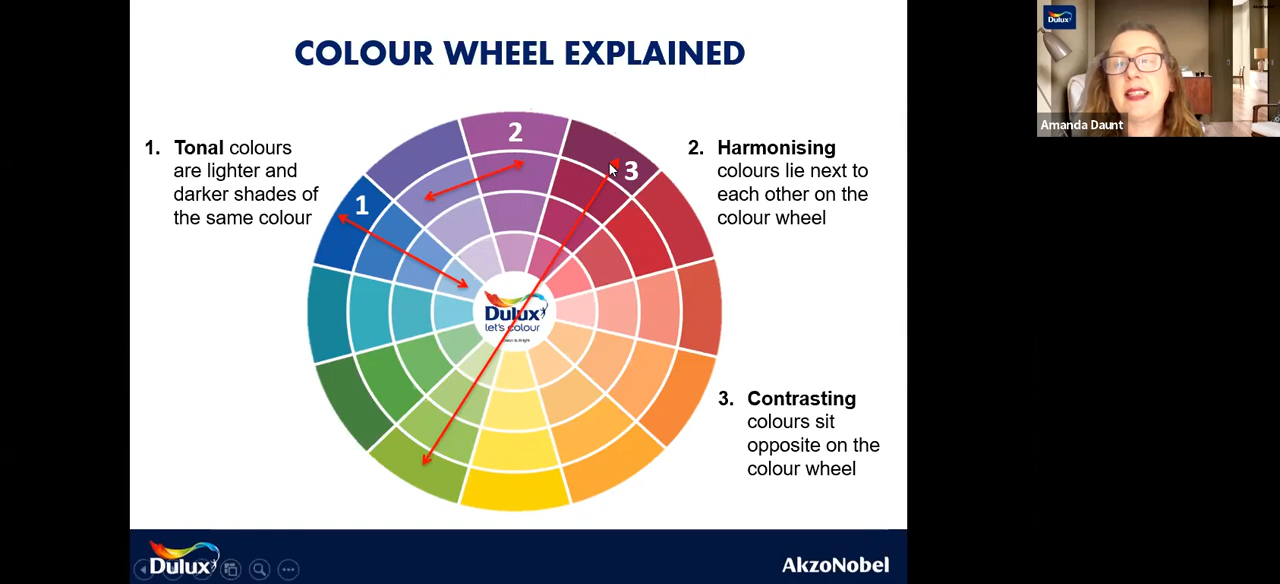 COLOUR WHEEL EXPLAINED
1. Tonal colours
are lighter and
darker shades of
the same colour
2. Harmonising
colours lie next to
each other on the
colour wheel
3. Contrasting
colours sit
opposite on the
colour wheel
1
2
3
Dulux
let's colour
Dulux
AkzoNobel
Dulux
Amanda Daunt
AkzoNobel